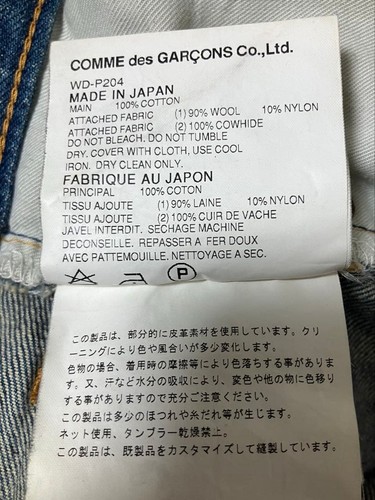 COMME des GARÇONS Co.,Ltd.
WD-P204
MADE IN JAPAN
MAIN 100% COTTON
ATTACHED FABRIC (1) 90% WOOL 10% NYLON
ATTACHED FABRIC (2) 100% COWHIDE
DO NOT BLEACH. DO NOT TUMBLE
DRY. COVER WITH CLOTH, USE COOL
IRON. DRY CLEAN ONLY.
FABRIQUE AU JAPON
PRINCIPAL 100% COTON
TISSU AJOUTE (1) 90% LAINE 10% NYLON
TISSU AJOUTE (2) 100% CUIR DE VACHE
JAVEL INTERDIT. SECHAGE MACHINE
DECONSEILLE. REPASSER A FER DOUX
AVEC PATTEMOUILLE. NETTOYAGE A SEC.
P
この製品は、部分的に皮革素材を使用しています。クリ
ーニングにより色や風合いが多少変化します。
色物の場合、着用時の摩擦等により色落ちする事がありま
す。又、汗など水分の吸収により、変色や他の物に色移り
する事がありますので充分ご注意ください。
この製品は多少のほつれや糸だれ等が生じます。
ネット使用、タンブラー乾燥禁止。
この製品は、既製品をカスタマイズして縫製しています。